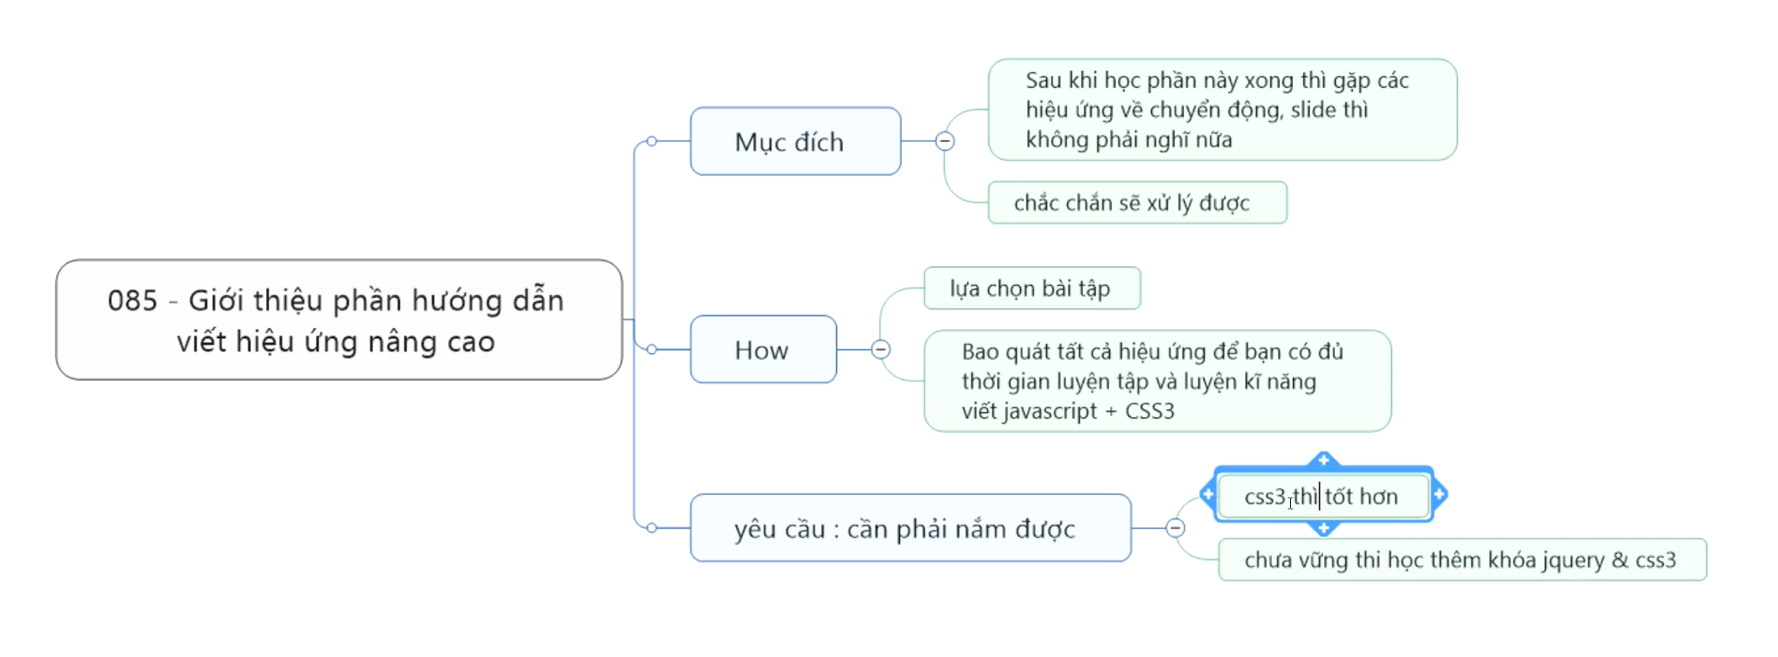 085 - Giới thiệu phần hướng dẫn
viết hiệu ứng nâng cao
Mục đích
Sau khi học phần này xong thì gặp các
hiệu ứng về chuyển động, slide thì
không phải nghĩ nữa
chắc chắn sẽ xử lý được
How
lựa chọn bài tập
Bao quát tất cả hiệu ứng để bạn có đủ
thời gian luyện tập và luyện kĩ năng
viết javascript + CSS3
yêu cầu : cần phải nắm được
css3 thì tốt hơn
chưa vững thi học thêm khóa jquery & css3